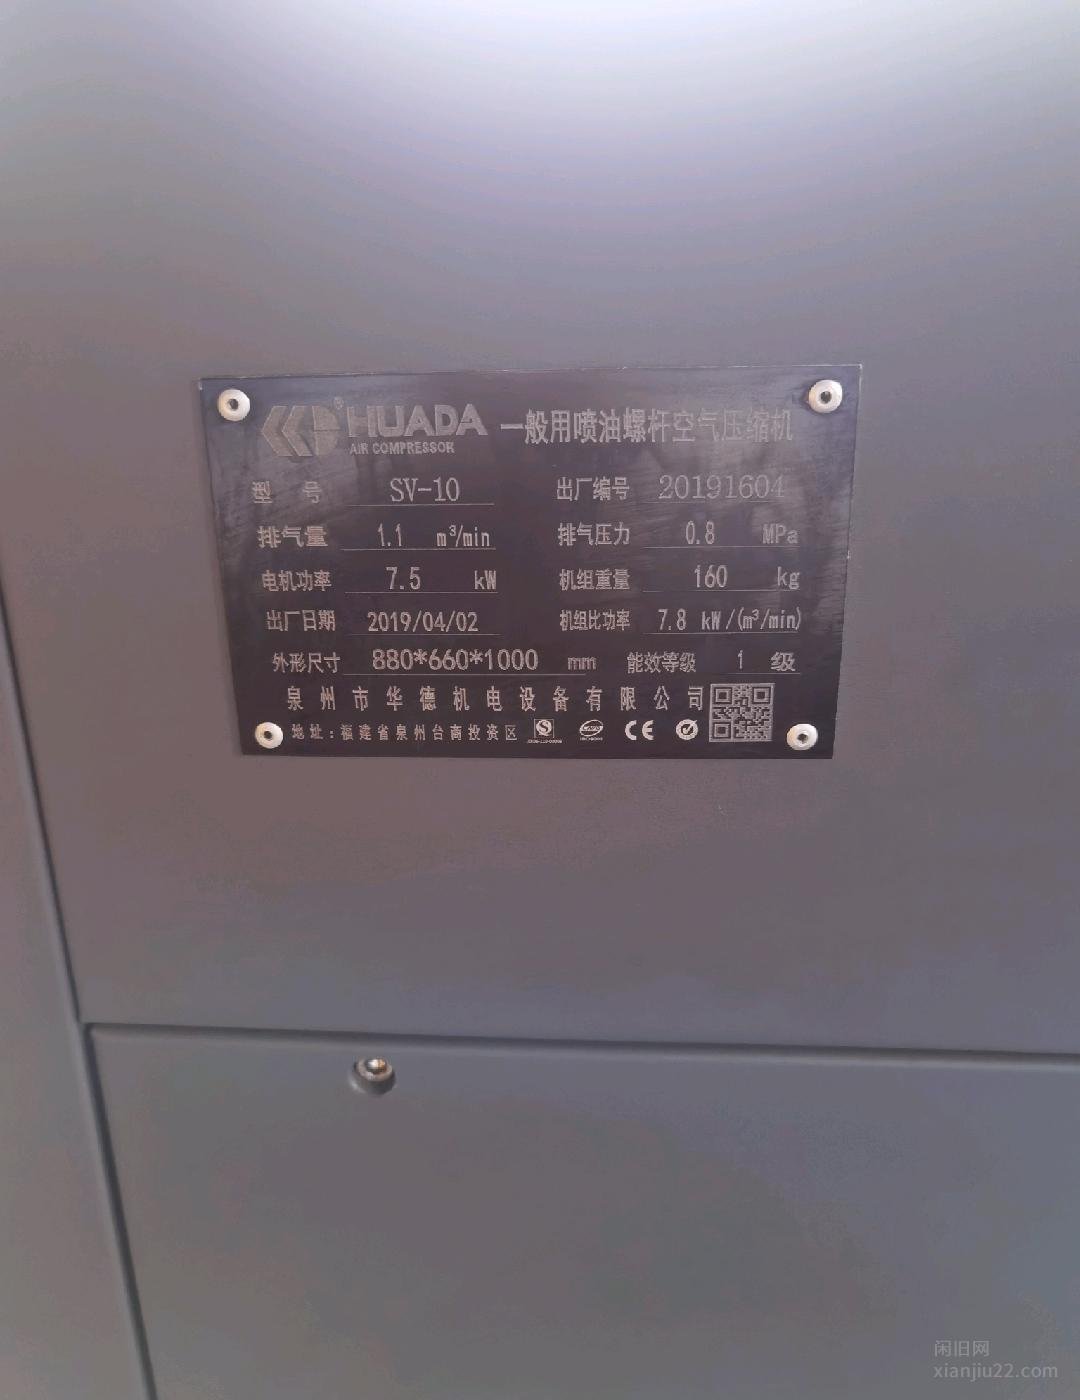 HUADA® 一般用喷油螺杆空气压缩机
AIR COMPRESSOR
型号 SV-10 出厂编号 20191604
排气量 1.1 m³/min 排气压力 0.8 MPa
电机功率 7.5 kW 机组重量 160 kg
出厂日期 2019/04/02 机组比功率 7.8 kW/(m³/min)
外形尺寸 880*660*1000 mm 能效等级 1 级
泉州市华德机电设备有限公司
地址:福建省泉州台商投资区 CE
闲旧网
xianjiu22.com